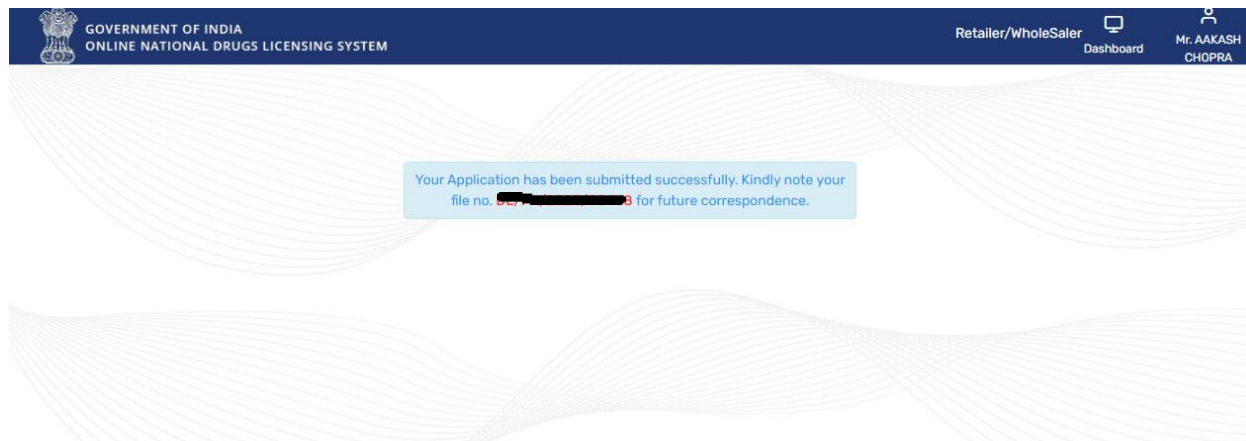 GOVERNMENT OF INDIA
ONLINE NATIONAL DRUGS LICENSING SYSTEM
Retailer/WholeSaler
Dashboard
Mr. AAKASH
CHOPRA
Your Application has been submitted successfully. Kindly note your
file no. 8 for future correspondence.